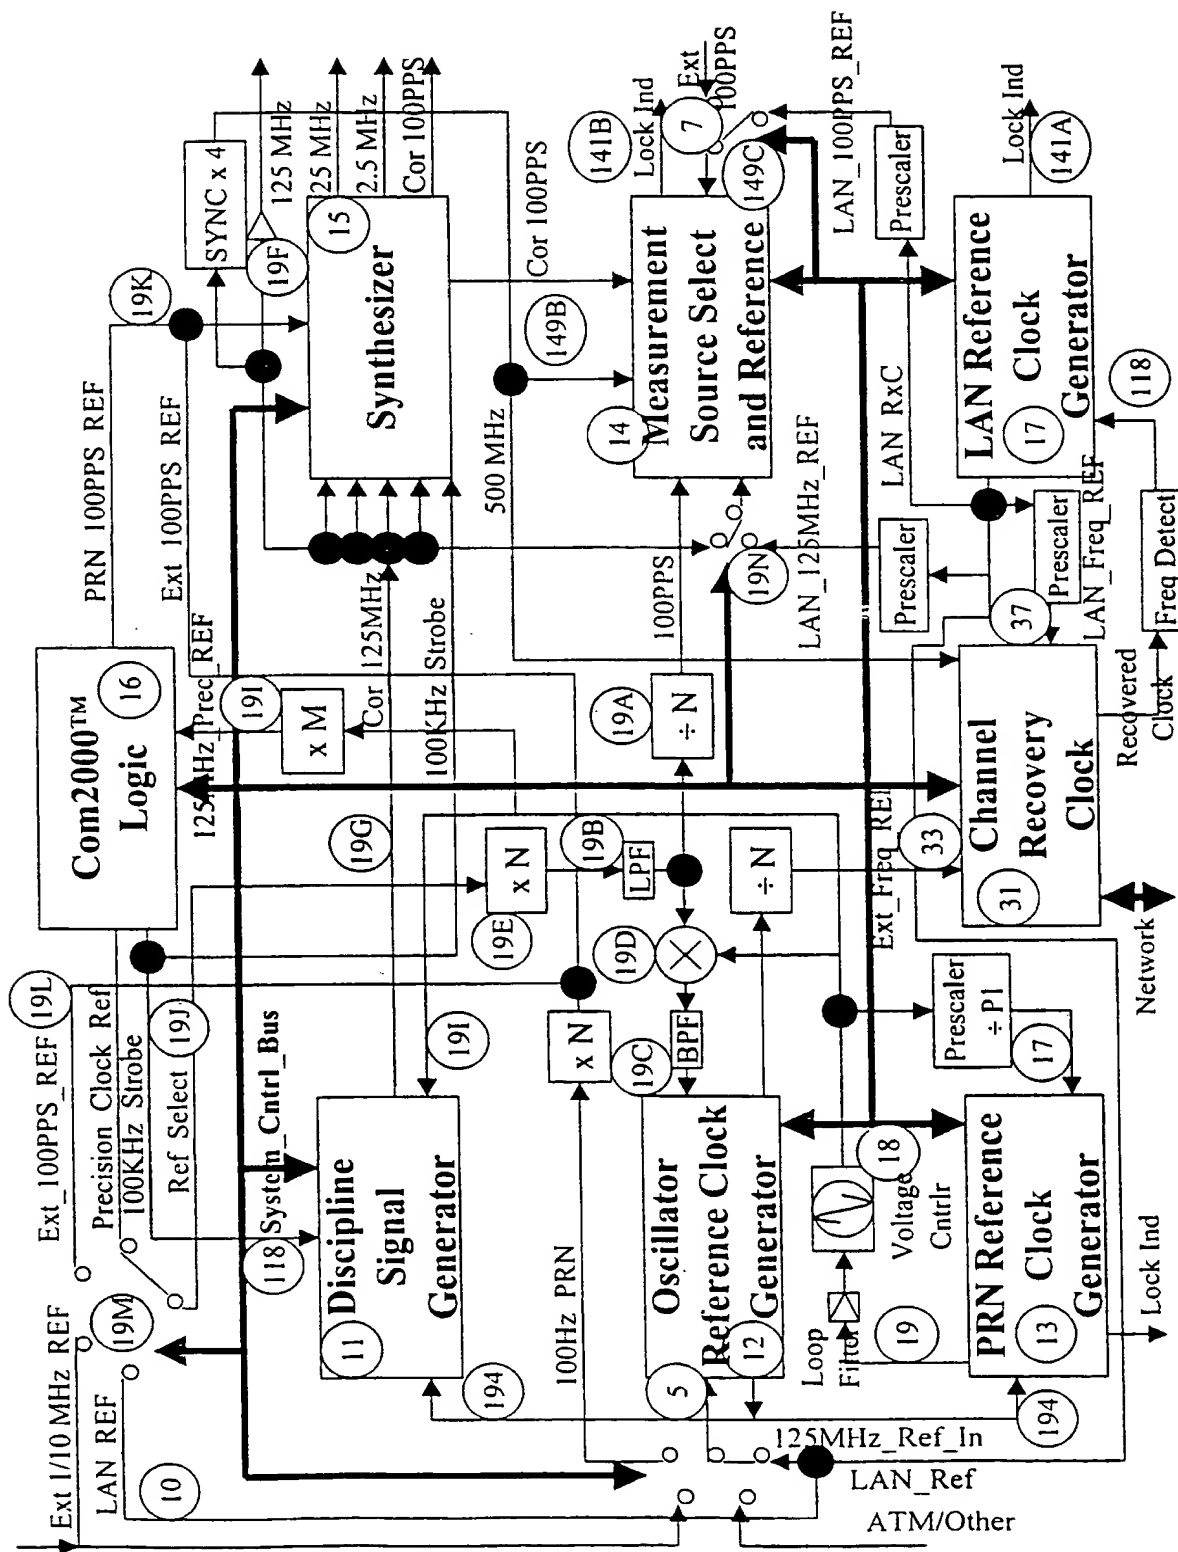 Ext 1/10 MHz REF
LAN REF
10
19M
Ext_100PPS_REF
19L
Precision Clock Ref
100KHz Strobe
Ref Select
19J
Com2000™
Logic
16
PRN 100PPS REF
19K
Ext 100PPS REF
SYNC x 4
125 MHz
25 MHz
2.5 MHz
Cor 100PPS
118
System_Cntrl_Bus
125MHz_Prec_REF
19I
x M
19F
15
Synthesizer
Discipline
Signal
Generator
11
19I
19G
Cor 125MHz
100KHz Strobe
194
100Hz PRN
x N
x N
19E
19B
LPF
500 MHz
149B
Cor 100PPS
19D
19C
BPF
÷ N
19A
÷ N
100PPS
Oscillator
Reference Clock
Generator
12
5
14
Measurement
Source Select
and Reference
141B
Lock Ind
7
Ext
100PPS
149C
19N
LAN_125MHz_REF
LAN_100PPS_REF
125MHz_Ref_In
LAN_Ref
ATM/Other
Loop
Filter
Voltage
Cntrlr
18
19
Ext_Freq_REF
33
Prescaler
÷ P1
17
PRN Reference
Clock
Generator
13
194
Lock Ind
Channel
Recovery
Clock
31
Network
37
Prescaler
Prescaler
LAN_Freq_REF
LAN RxC
Prescaler
Recovered
Clock
Freq Detect
118
LAN Reference
Clock
Generator
17
Lock Ind
141A